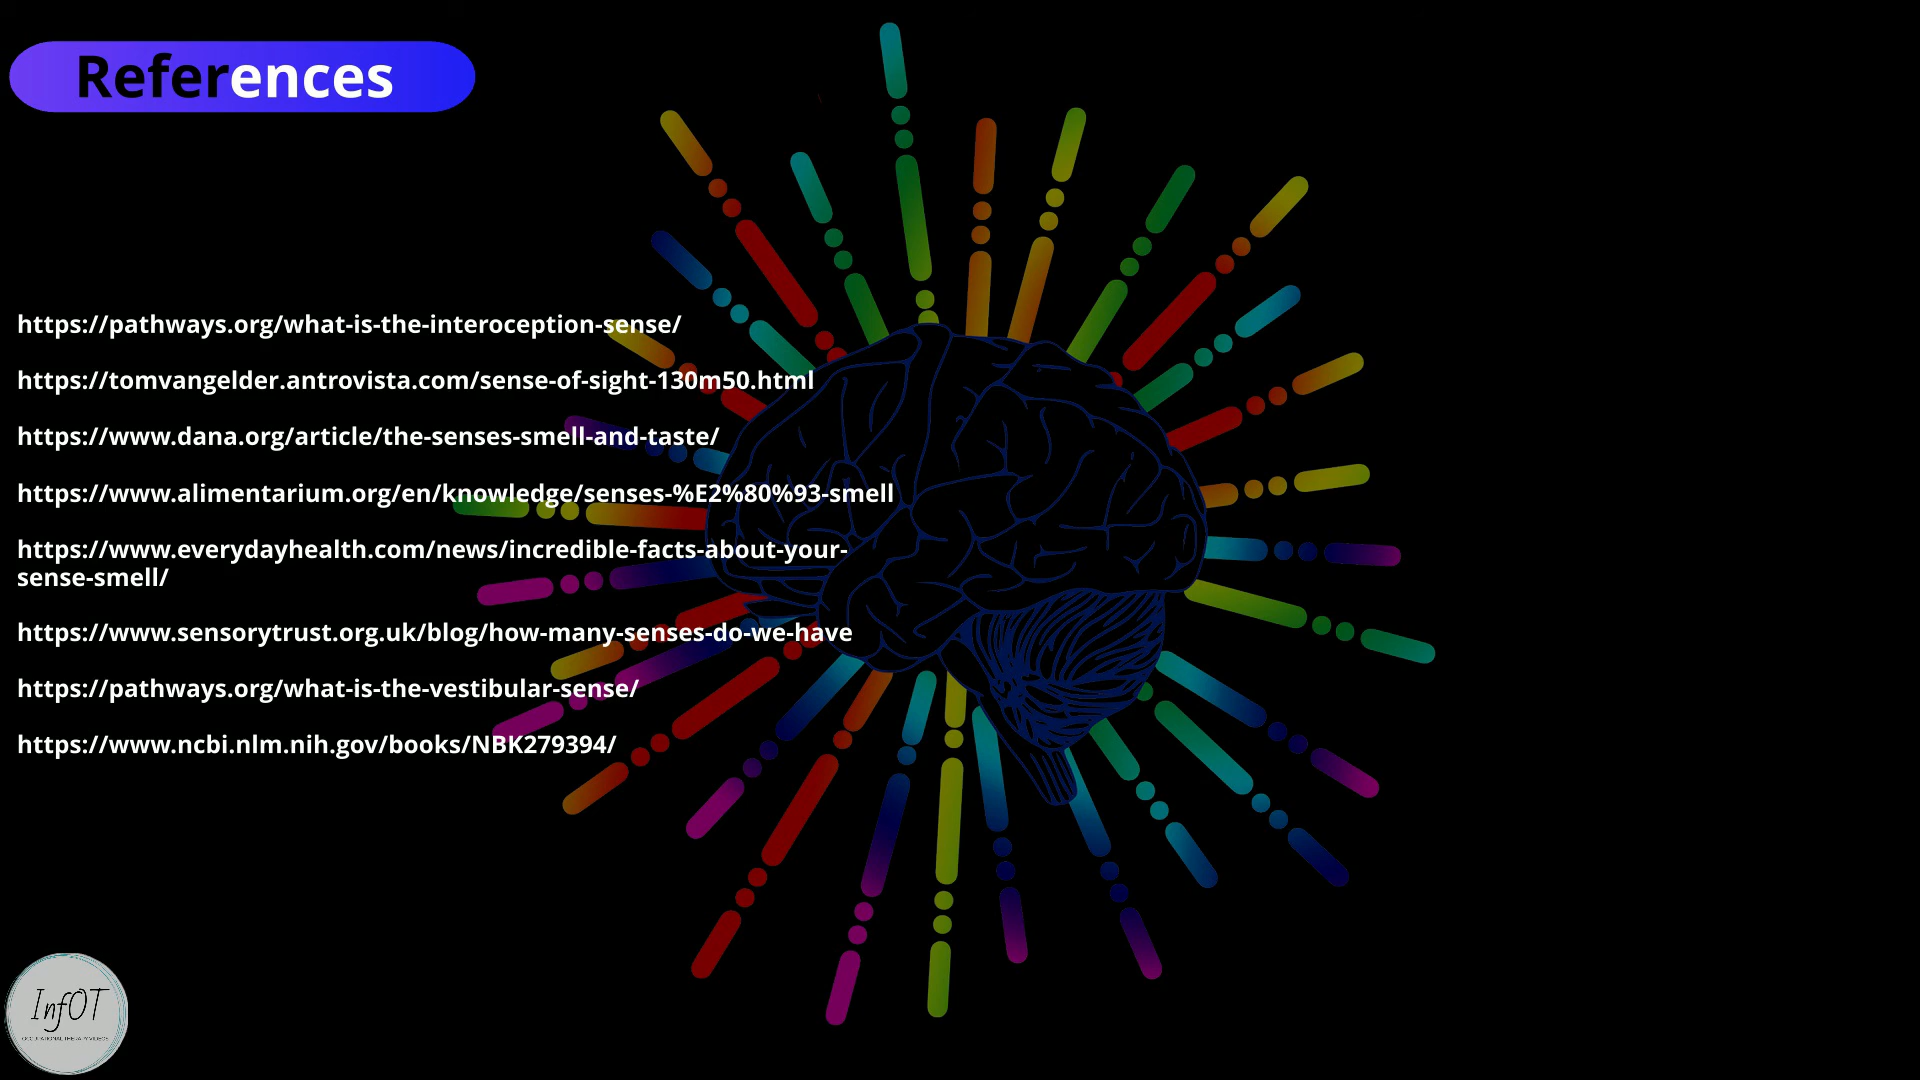 References
https://pathways.org/what-is-the-interoception-sense/
https://tomvangelder.antrovista.com/sense-of-sight-130m50.html
https://www.dana.org/article/the-senses-smell-and-taste/
https://www.alimentarium.org/en/knowledge/senses-%E2%80%93-smell
https://www.everydayhealth.com/news/incredible-facts-about-your-
sense-smell/
https://www.sensorytrust.org.uk/blog/how-many-senses-do-we-have
https://pathways.org/what-is-the-vestibular-sense/
https://www.ncbi.nlm.nih.gov/books/NBK279394/
InfOT
OCCUPATIONAL THERAPY VIDEOS